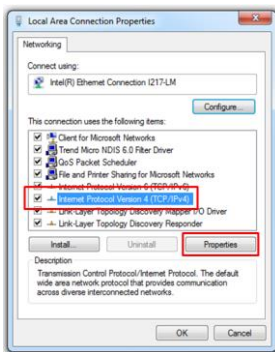 Local Area Connection Properties
Networking
Connect using:
Intel(R) Ethernet Connection I217-LM
Configure...
This connection uses the following items:
Client for Microsoft Networks
Trend Micro NDIS 6.0 Filter Driver
QoS Packet Scheduler
File and Printer Sharing for Microsoft Networks
Internet Protocol Version 6 (TCP/IPv6)
Internet Protocol Version 4 (TCP/IPv4)
Link-Layer Topology Discovery Mapper I/O Driver
Link-Layer Topology Discovery Responder
Install... Uninstall Properties
Description
Transmission Control Protocol/Internet Protocol. The default
wide area network protocol that provides communication
across diverse interconnected networks.
OK Cancel